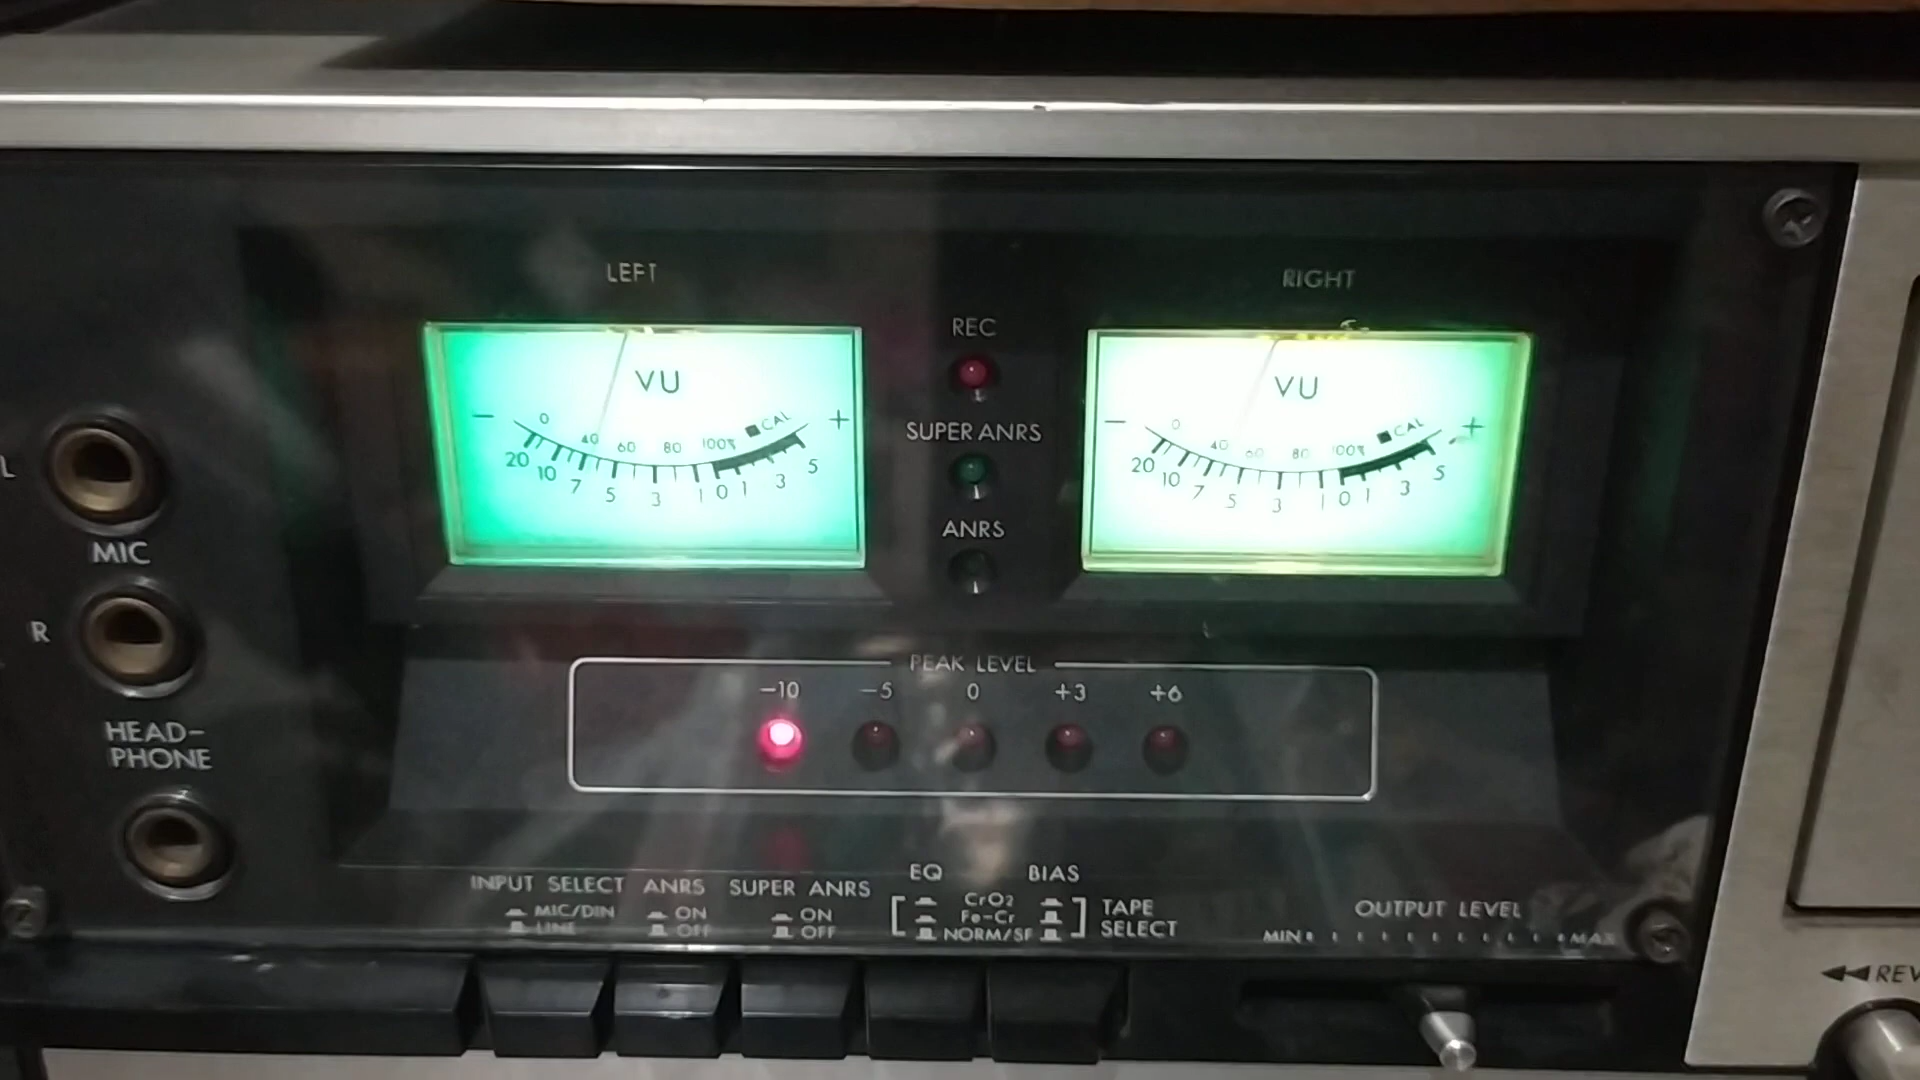 LEFT
RIGHT
VU
− 0 40 60 80 100% ■CAL +
20 10 7 5 3 1 0 1 3 5
REC
SUPER ANRS
ANRS
VU
− 0 40 60 80 100% ■CAL +
20 10 7 5 3 1 0 1 3 5
L
MIC
R
HEAD-
PHONE
PEAK LEVEL
−10 −5 0 +3 +6
INPUT SELECT
MIC/DIN
LINE
ANRS
ON
OFF
SUPER ANRS
ON
OFF
EQ BIAS
CrO2
Fe-Cr
NORM/SF
TAPE
SELECT
OUTPUT LEVEL
MIN MAX
◀◀ REV